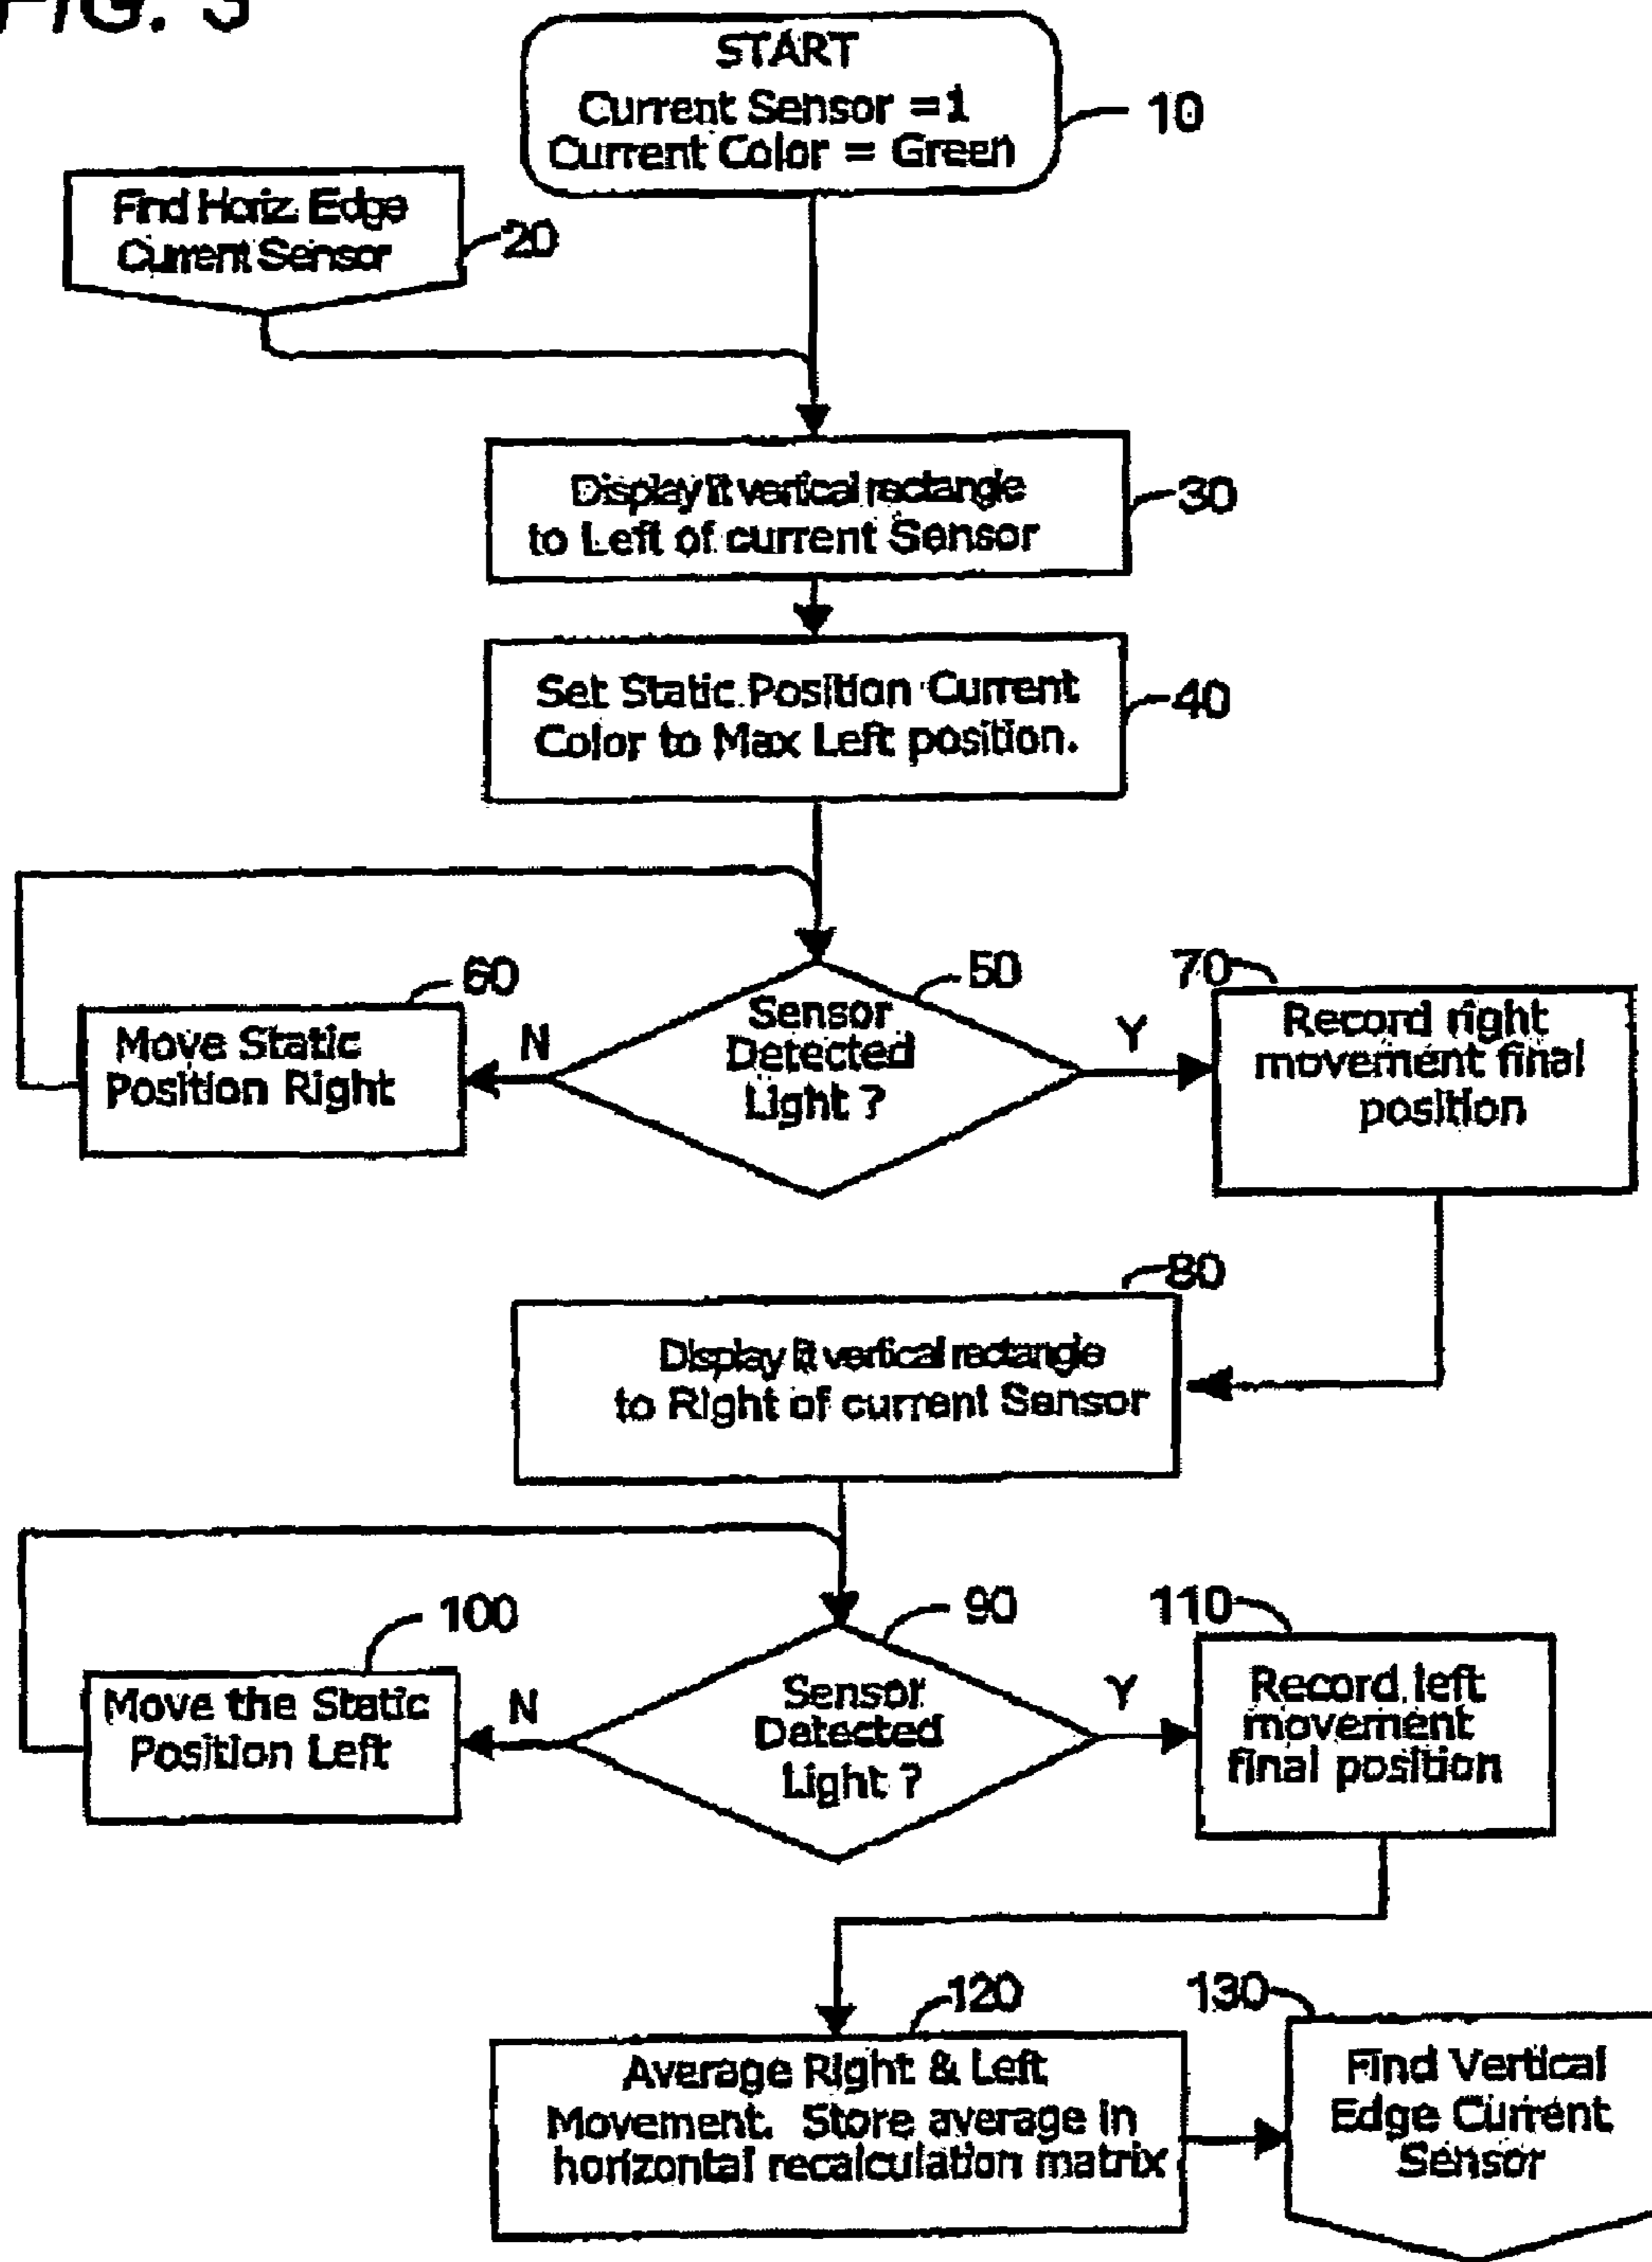 FIG. 3
START
Current Sensor =1
Current Color = Green
10
Find Horiz. Edge
Current Sensor
20
Display lit vertical rectangle
to Left of current Sensor
30
Set Static Position Current
Color to Max Left position.
40
60
Move Static
Position Right
N
50
Sensor
Detected
Light ?
Y
70
Record right
movement final
position
80
Display lit vertical rectangle
to Right of current Sensor
100
Move the Static
Position Left
N
90
Sensor
Detected
Light ?
Y
110
Record left
movement
final position
120
Average Right & Left
Movement. Store average in
horizontal recalculation matrix
130
Find Vertical
Edge Current
Sensor